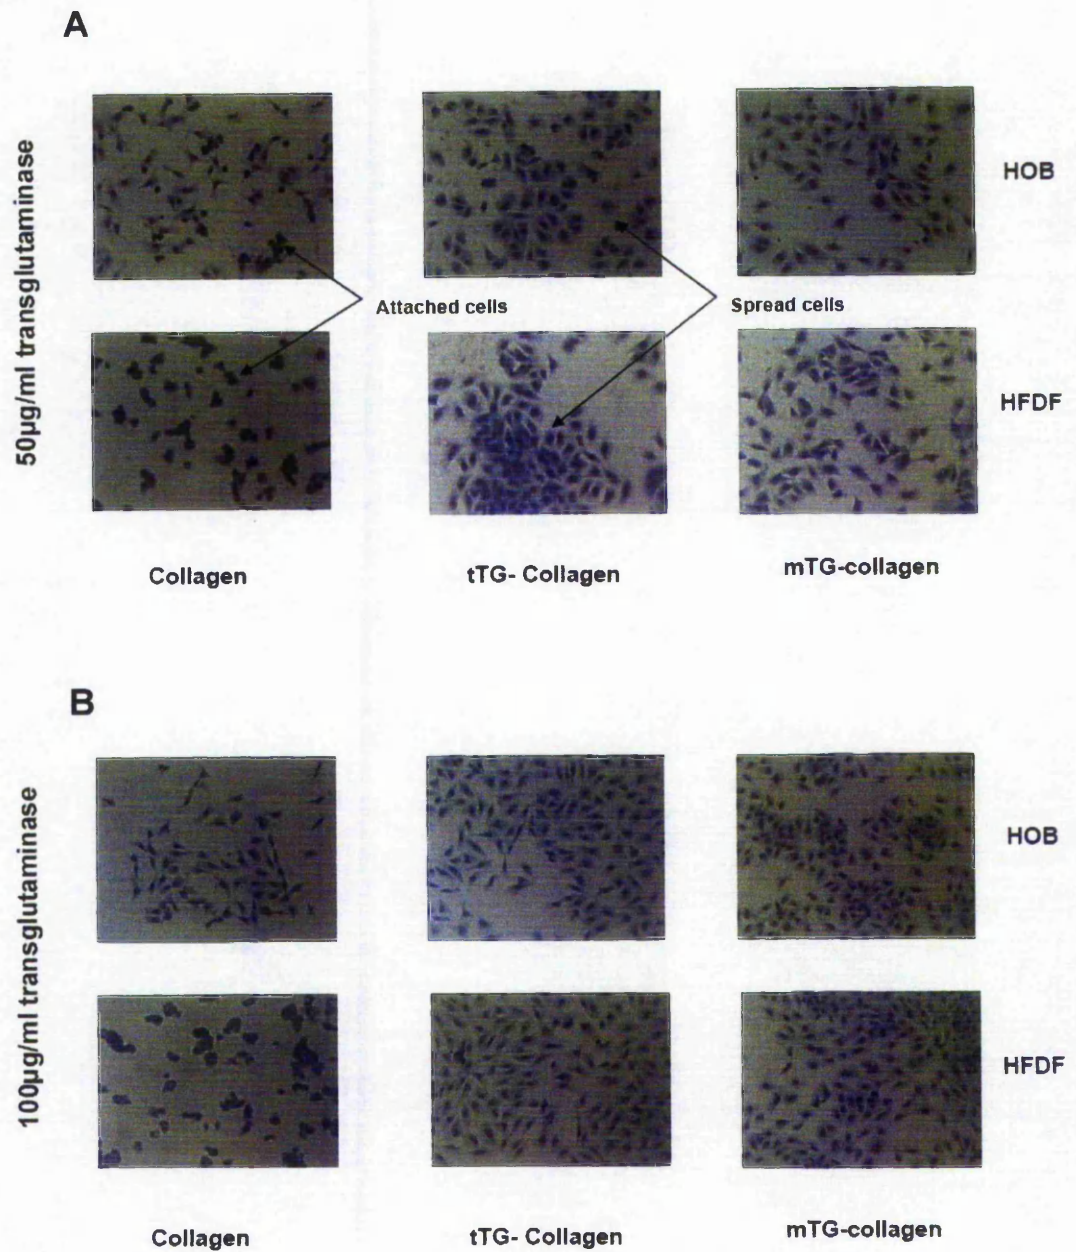 A
50µg/ml transglutaminase
HOB
Attached cells
Spread cells
HFDF
Collagen
tTG- Collagen
mTG-collagen
B
100µg/ml transglutaminase
HOB
HFDF
Collagen
tTG- Collagen
mTG-collagen